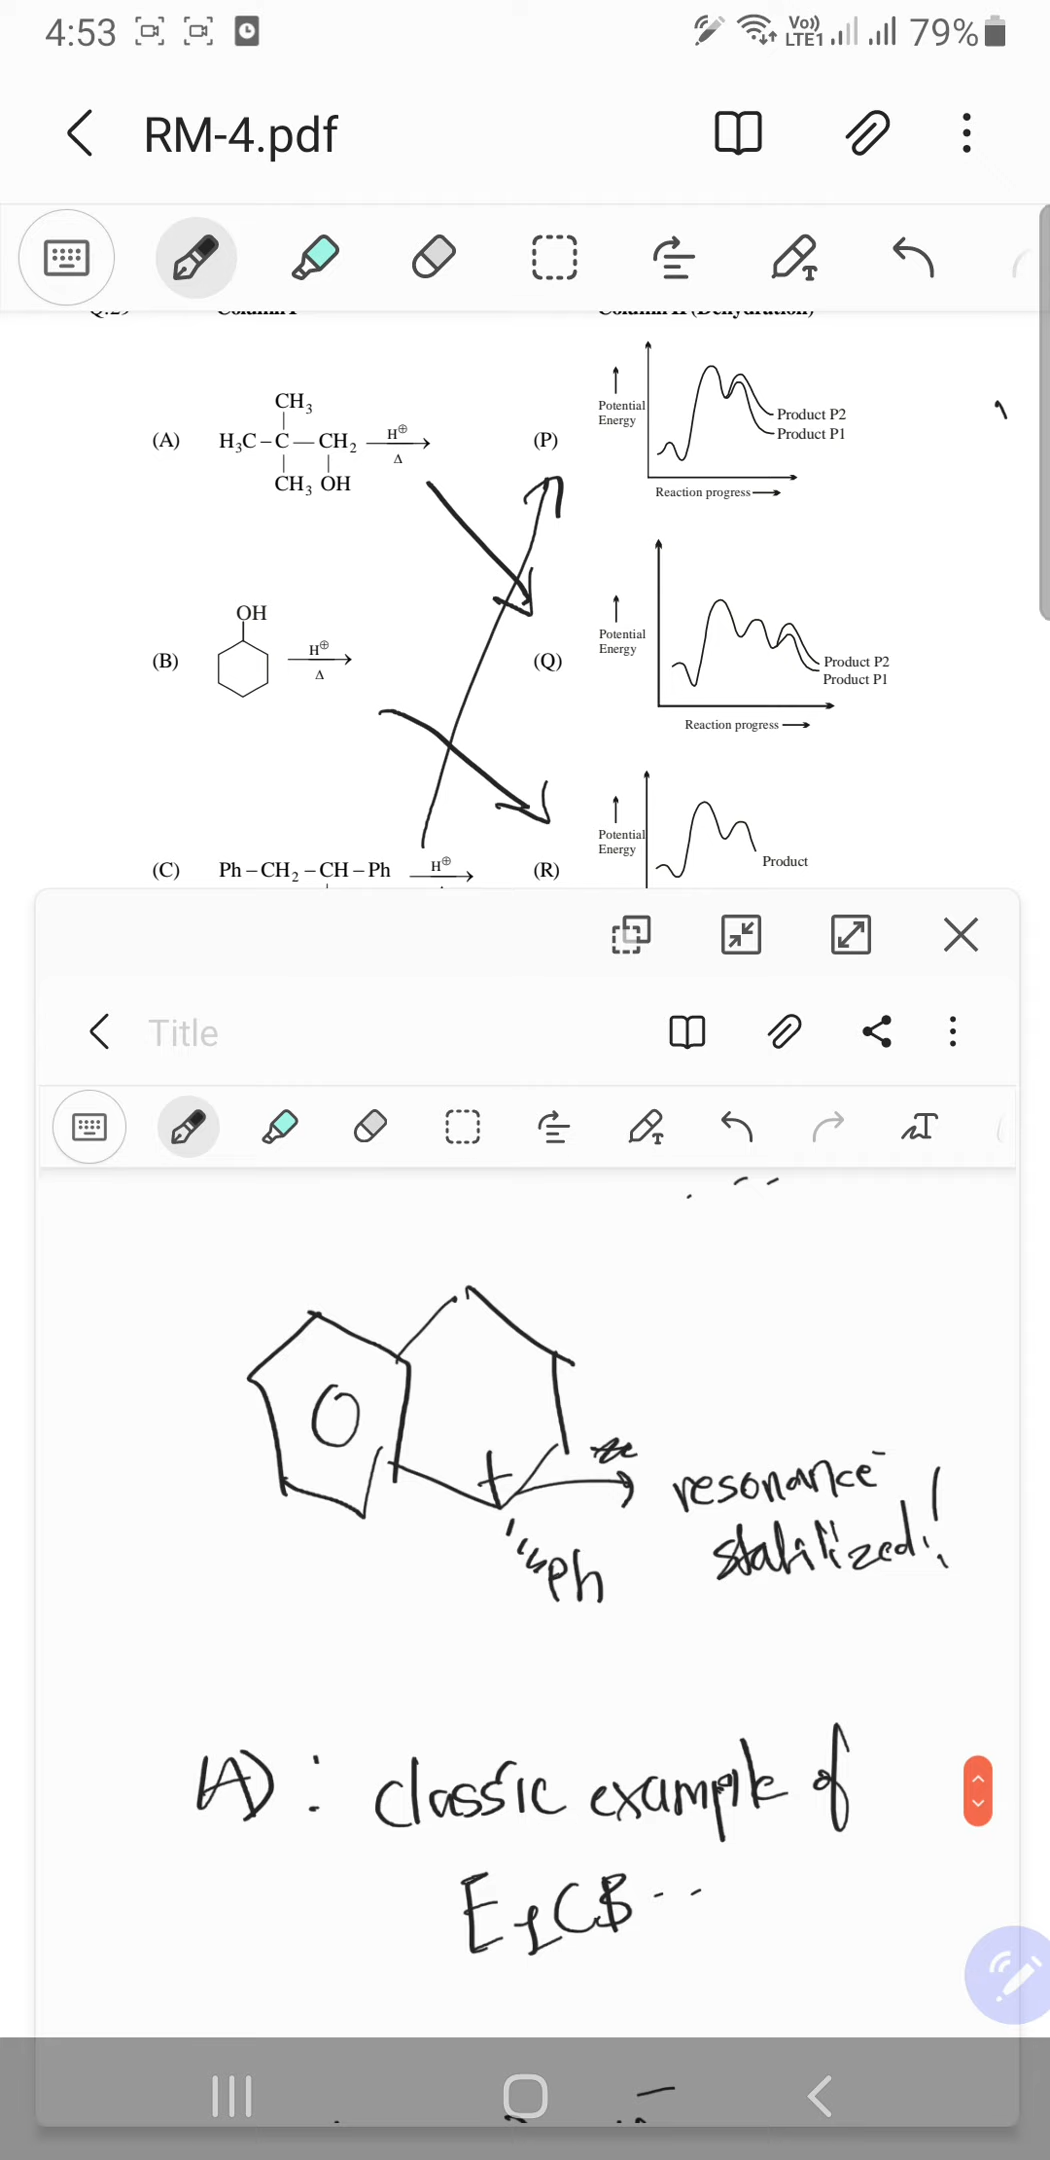 4:53
Vo)) LTE1
79%
RM-4.pdf
T
(A)
CH3
H3C–C—CH2
CH3 OH
H⊕
Δ
(P)
Potential
Energy
Product P2
Product P1
Reaction progress
(B)
OH
H⊕
Δ
(Q)
Potential
Energy
Product P2
Product P1
Reaction progress
(C)
Ph–CH2–CH–Ph
H⊕
(R)
Potential
Energy
Product
Title
T
T
+
resonance
stabilized!
Ph
A): classic example of
E1CB--